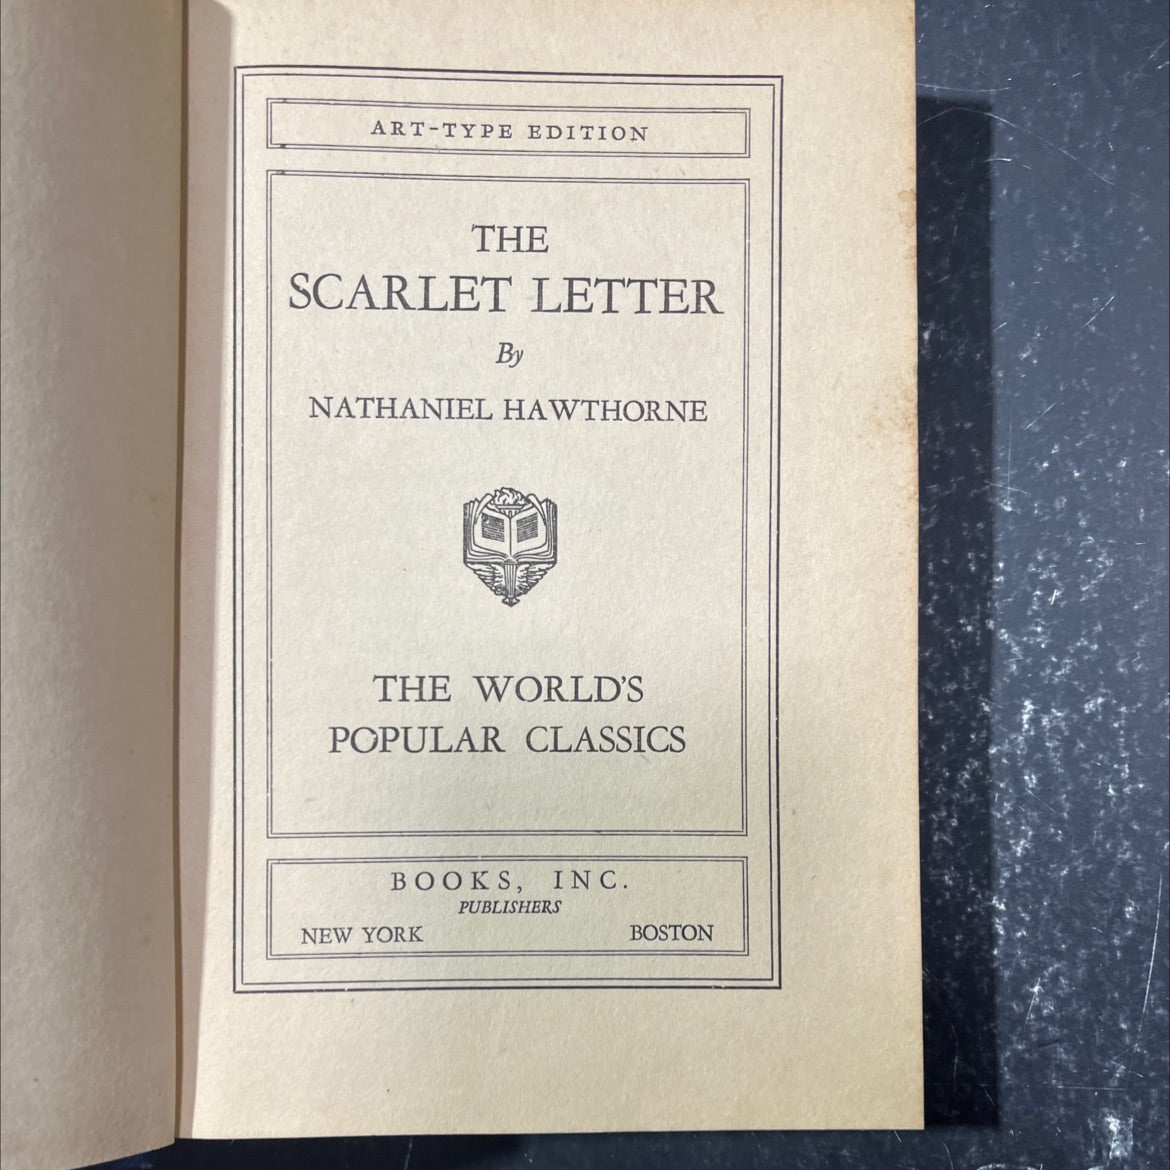 ART-TYPE EDITION
THE
SCARLET LETTER
By
NATHANIEL HAWTHORNE
THE WORLD'S
POPULAR CLASSICS
BOOKS, INC.
PUBLISHERS
NEW YORK BOSTON